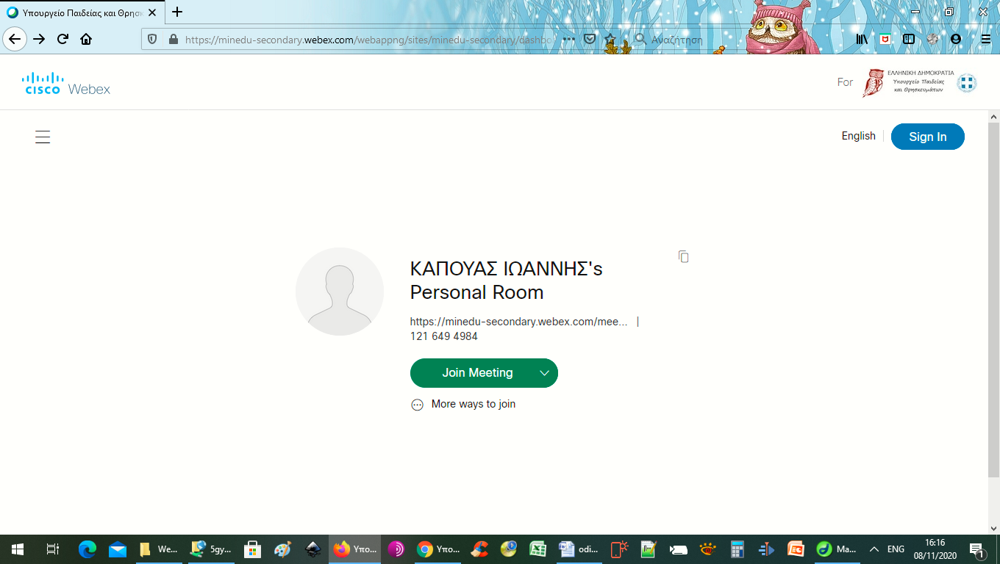 Υπουργείο Παιδείας και Θρησκ
https://minedu-secondary.webex.com/webappng/sites/minedu-secondary/dashbo
Αναζήτηση
cisco Webex
For
ΕΛΛΗΝΙΚΗ ΔΗΜΟΚΡΑΤΙΑ
Υπουργείο Παιδείας
και Θρησκευμάτων
English
Sign In
ΚΑΠΟΥΑΣ ΙΩΑΝΝΗΣ's
Personal Room
https://minedu-secondary.webex.com/mee... |
121 649 4984
Join Meeting
More ways to join
We...
5gy...
Υπο...
Υπο...
odi...
Ma...
ENG
16:16
08/11/2020
1